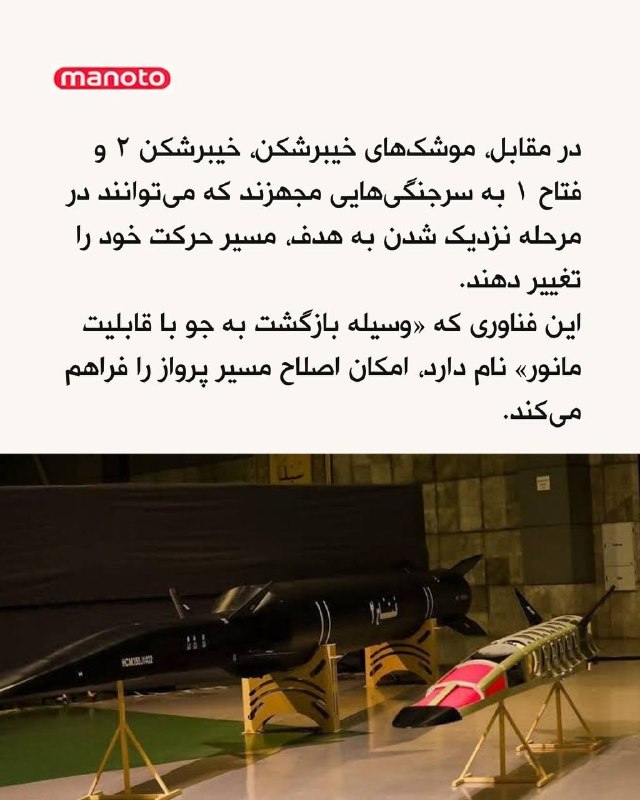 manoto
در مقابل، موشک‌های خیبرشکن، خیبرشکن ۲ و
فتاح ۱ به سرجنگی‌هایی مجهزند که می‌توانند در
مرحله نزدیک شدن به هدف، مسیر حرکت خود را
تغییر دهند.
این فناوری که «وسیله بازگشت به جو با قابلیت
مانور» نام دارد، امکان اصلاح مسیر پرواز را فراهم
می‌کند.